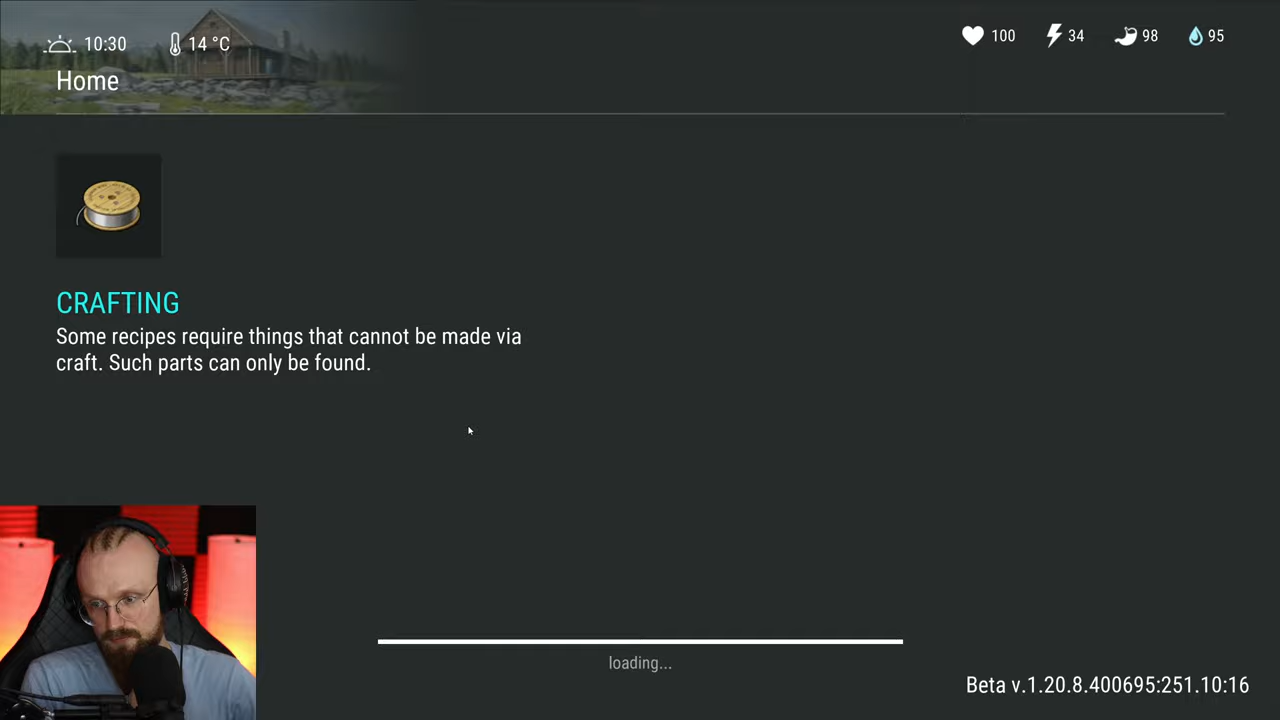 10:30
14 °C
100
34
98
95
Home
CRAFTING
Some recipes require things that cannot be made via
craft. Such parts can only be found.
loading...
Beta v.1.20.8.400695:251.10:16